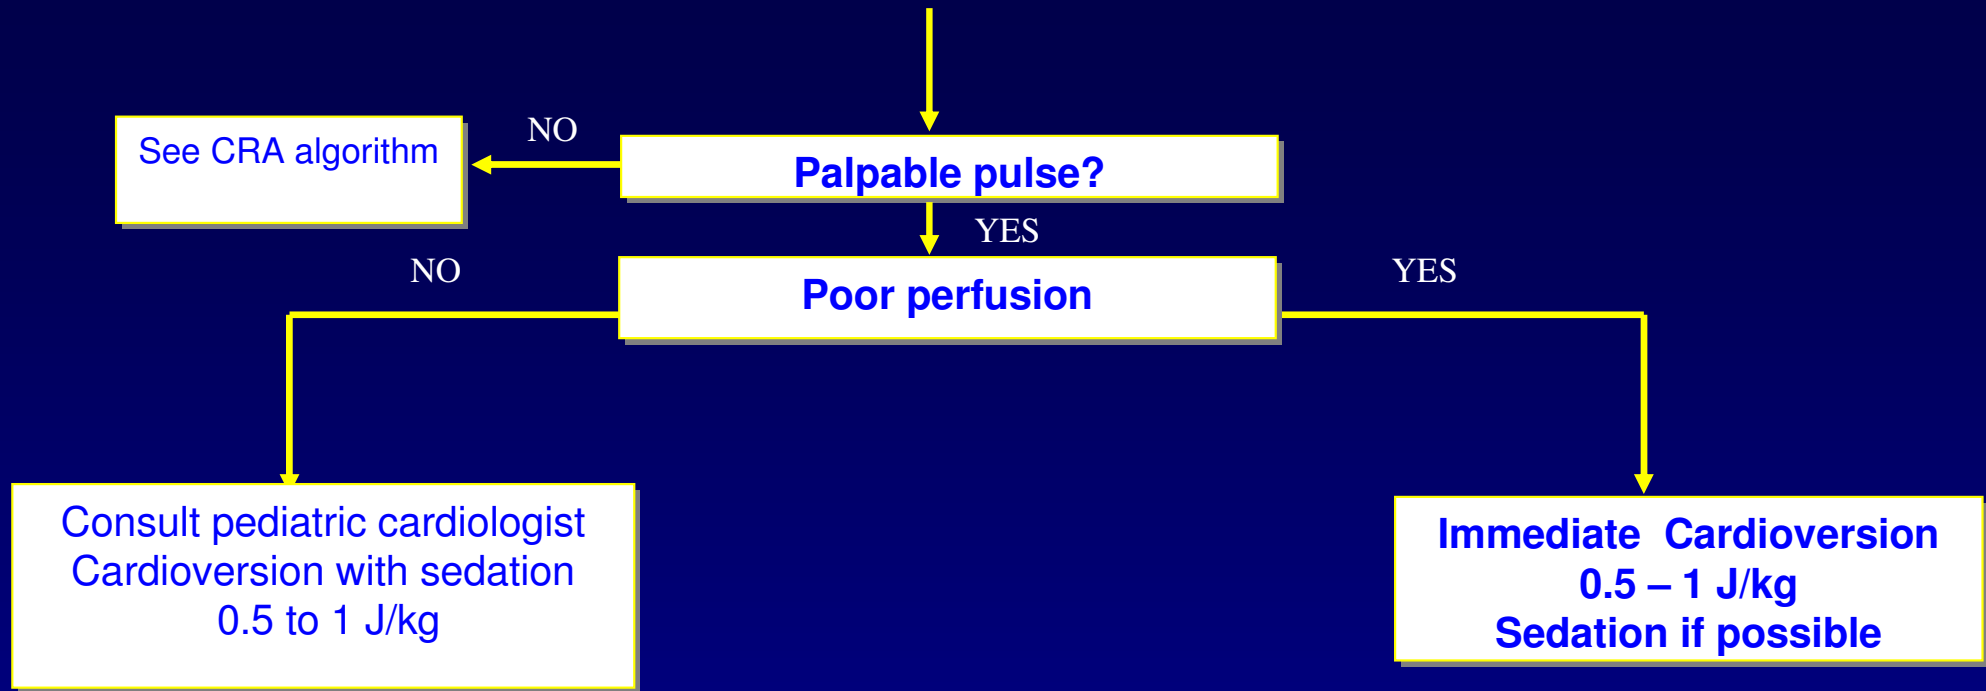 See CRA algorithm
NO
Palpable pulse?
YES
NO
Poor perfusion
YES
Consult pediatric cardiologist
Cardioversion with sedation
0.5 to 1 J/kg
Immediate Cardioversion
0.5 – 1 J/kg
Sedation if possible